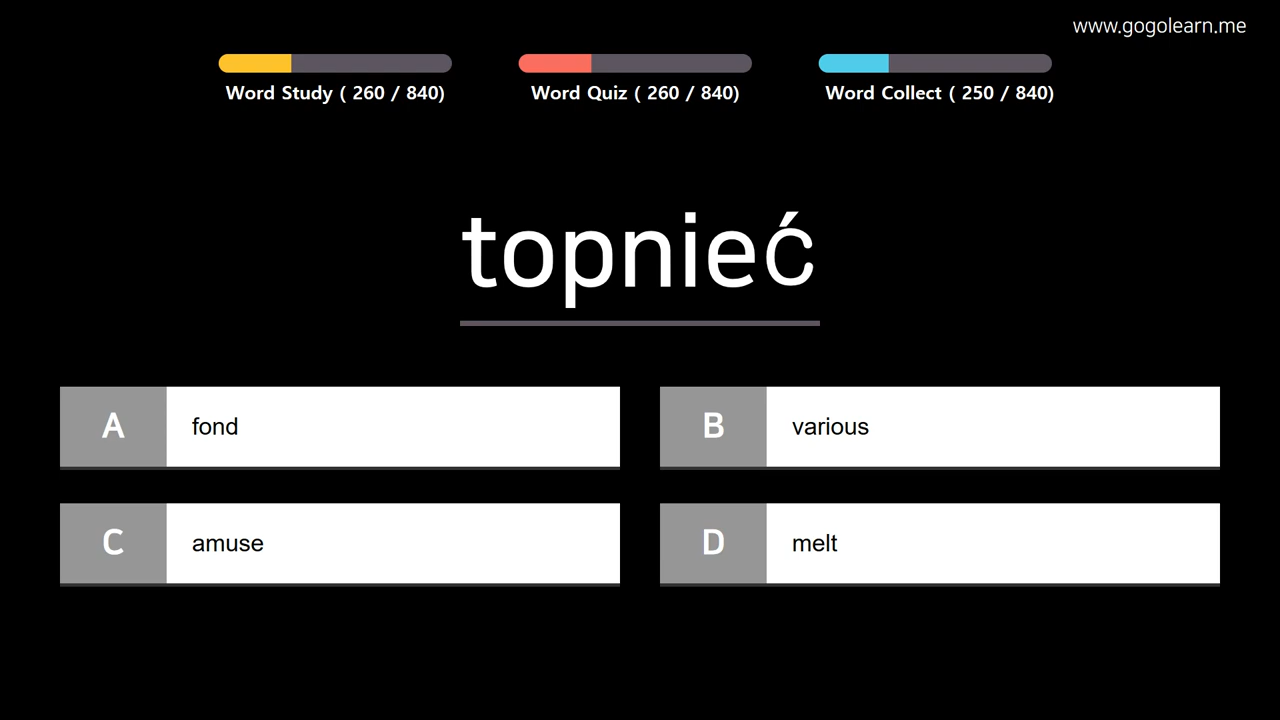 www.gogolearn.me
Word Study ( 260 / 840)
Word Quiz ( 260 / 840)
Word Collect ( 250 / 840)
topnieć
A fond
B various
C amuse
D melt